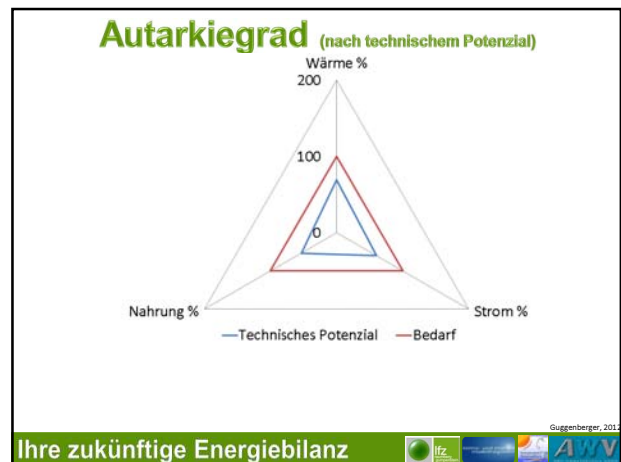 Autarkiegrad (nach technischem Potenzial)
Wärme %
200
100
0
Nahrung %
Strom %
Technisches Potenzial
Bedarf
Guggenberger, 2012
Ihre zukünftige Energiebilanz
lfz
AWV